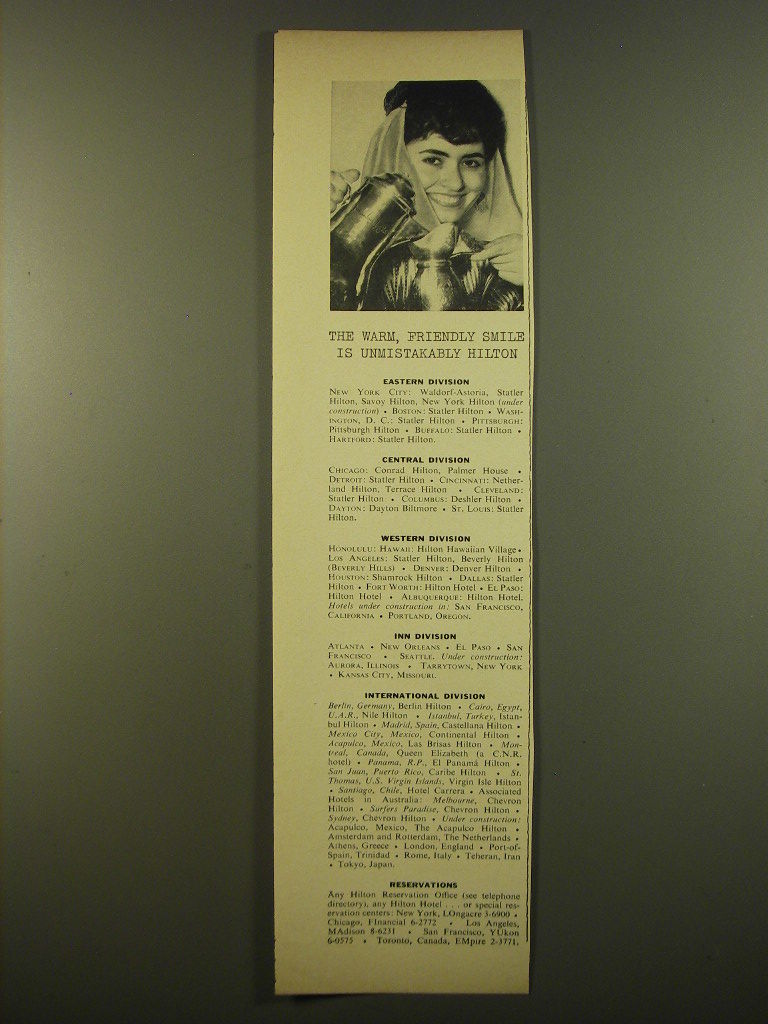 THE WARM, FRIENDLY SMILE
IS UNMISTAKABLY HILTON
EASTERN DIVISION
NEW YORK CITY: Waldorf-Astoria, Statler
Hilton, Savoy Hilton, New York Hilton (under
construction) • BOSTON: Statler Hilton • WASH-
INGTON, D. C.: Statler Hilton • PITTSBURGH:
Pittsburgh Hilton • BUFFALO: Statler Hilton •
HARTFORD: Statler Hilton.
CENTRAL DIVISION
CHICAGO: Conrad Hilton, Palmer House •
DETROIT: Statler Hilton • CINCINNATI: Nether-
land Hilton, Terrace Hilton • CLEVELAND:
Statler Hilton • COLUMBUS: Deshler Hilton •
DAYTON: Dayton Biltmore • ST. LOUIS: Statler
Hilton.
WESTERN DIVISION
HONOLULU: HAWAII: Hilton Hawaiian Village •
LOS ANGELES: Statler Hilton, Beverly Hilton
(BEVERLY HILLS) • DENVER: Denver Hilton •
HOUSTON: Shamrock Hilton • DALLAS: Statler
Hilton • FORT WORTH: Hilton Hotel • EL PASO:
Hilton Hotel • ALBUQUERQUE: Hilton Hotel.
Hotels under construction in: SAN FRANCISCO,
CALIFORNIA • PORTLAND, OREGON.
INN DIVISION
ATLANTA • NEW ORLEANS • EL PASO • SAN
FRANCISCO • SEATTLE. Under construction:
AURORA, ILLINOIS • TARRYTOWN, NEW YORK
• KANSAS CITY, MISSOURI.
INTERNATIONAL DIVISION
Berlin, Germany, Berlin Hilton • Cairo, Egypt,
U.A.R., Nile Hilton • Istanbul, Turkey, Istan-
bul Hilton • Madrid, Spain, Castellana Hilton •
Mexico City, Mexico, Continental Hilton •
Acapulco, Mexico, Las Brisas Hilton • Mon-
treal, Canada, Queen Elizabeth (a C.N.R.
hotel) • Panama, R.P., El Panamá Hilton •
San Juan, Puerto Rico, Caribe Hilton • St.
Thomas, U.S. Virgin Islands, Virgin Isle Hilton
• Santiago, Chile, Hotel Carrera • Associated
Hotels in Australia: Melbourne, Chevron
Hilton • Surfers Paradise, Chevron Hilton •
Sydney, Chevron Hilton • Under construction:
Acapulco, Mexico, The Acapulco Hilton •
Amsterdam and Rotterdam, The Netherlands •
Athens, Greece • London, England • Port-of-
Spain, Trinidad • Rome, Italy • Teheran, Iran
• Tokyo, Japan.
RESERVATIONS
Any Hilton Reservation Office (see telephone
directory), any Hilton Hotel . . . or special res-
ervation centers: New York, LOngacre 3-6900 •
Chicago, FInancial 6-2772 • Los Angeles,
MAdison 8-6231 • San Francisco, YUkon
6-0575 • Toronto, Canada, EMpire 2-3771.